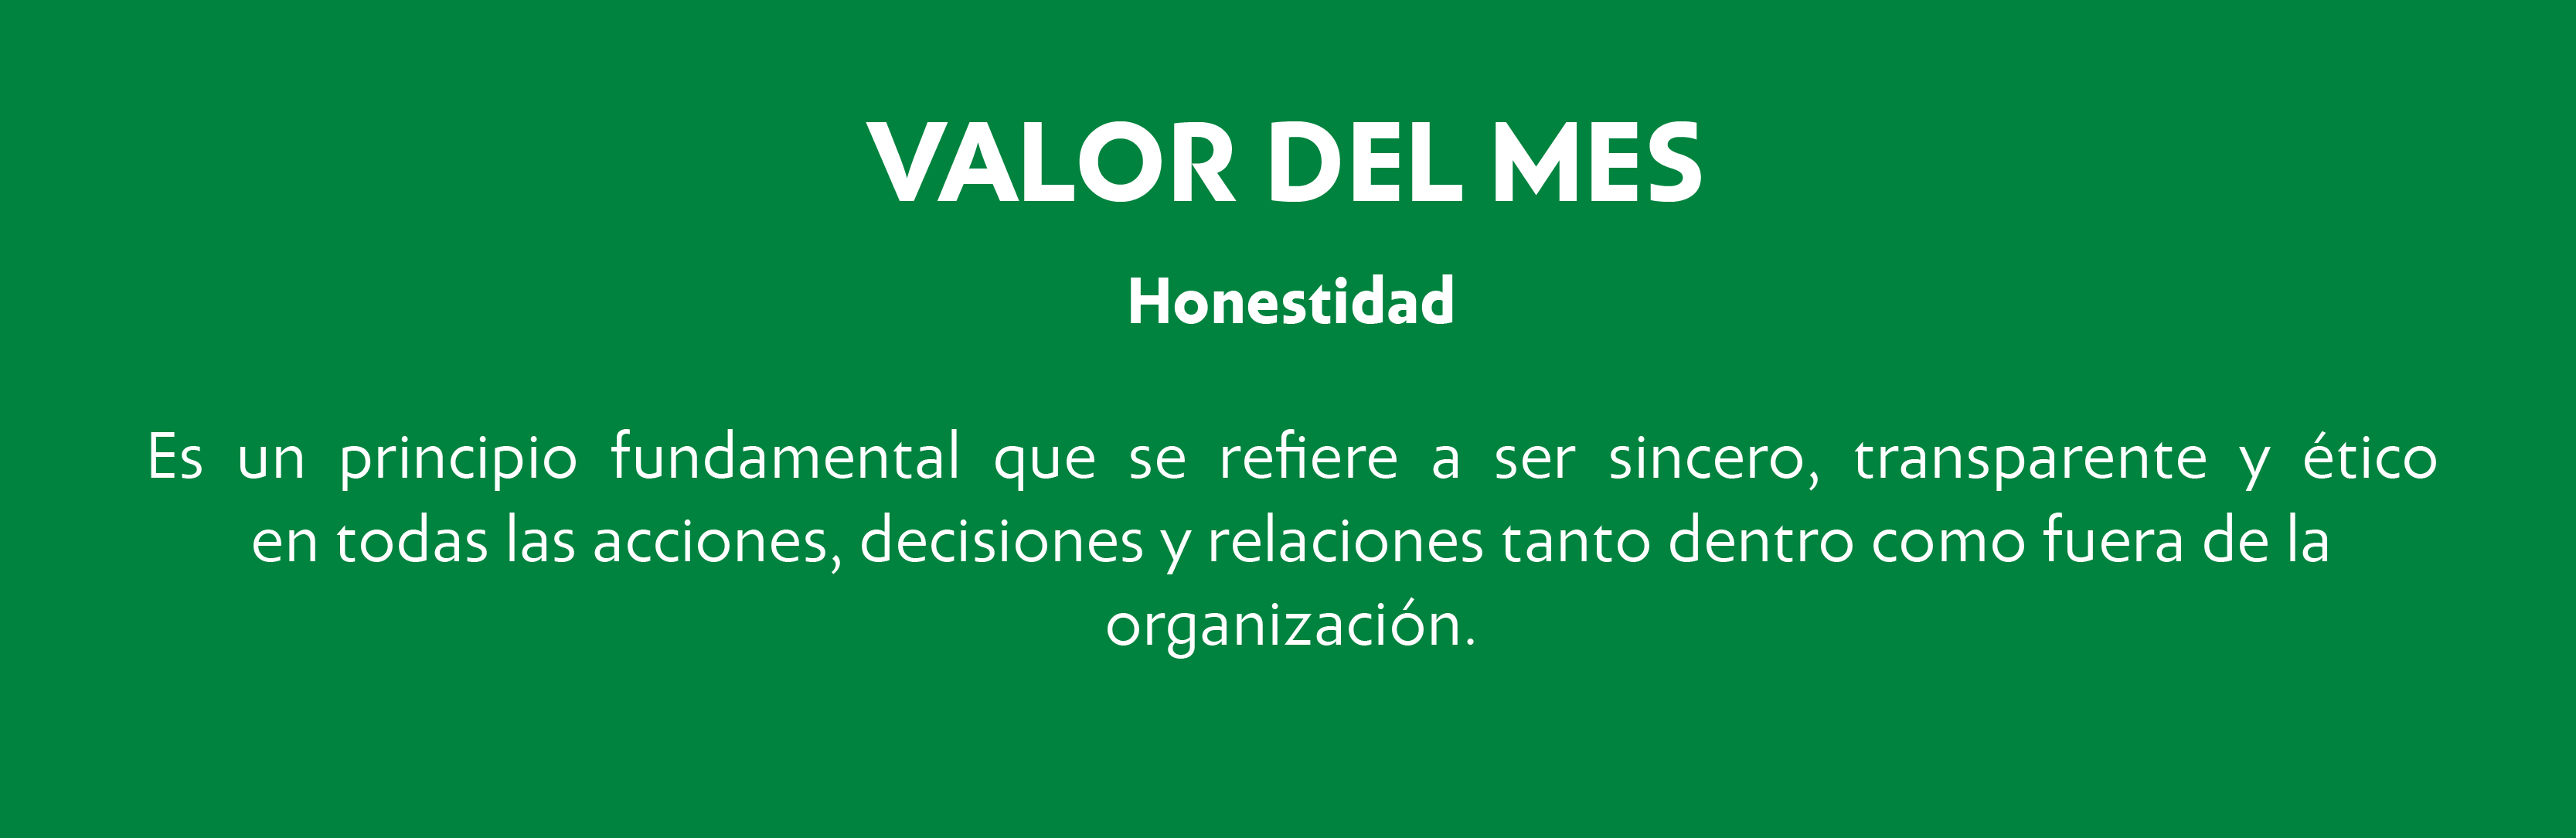 VALOR DEL MES
Honestidad
Es un principio fundamental que se refiere a ser sincero, transparente y ético
en todas las acciones, decisiones y relaciones tanto dentro como fuera de la
organización.